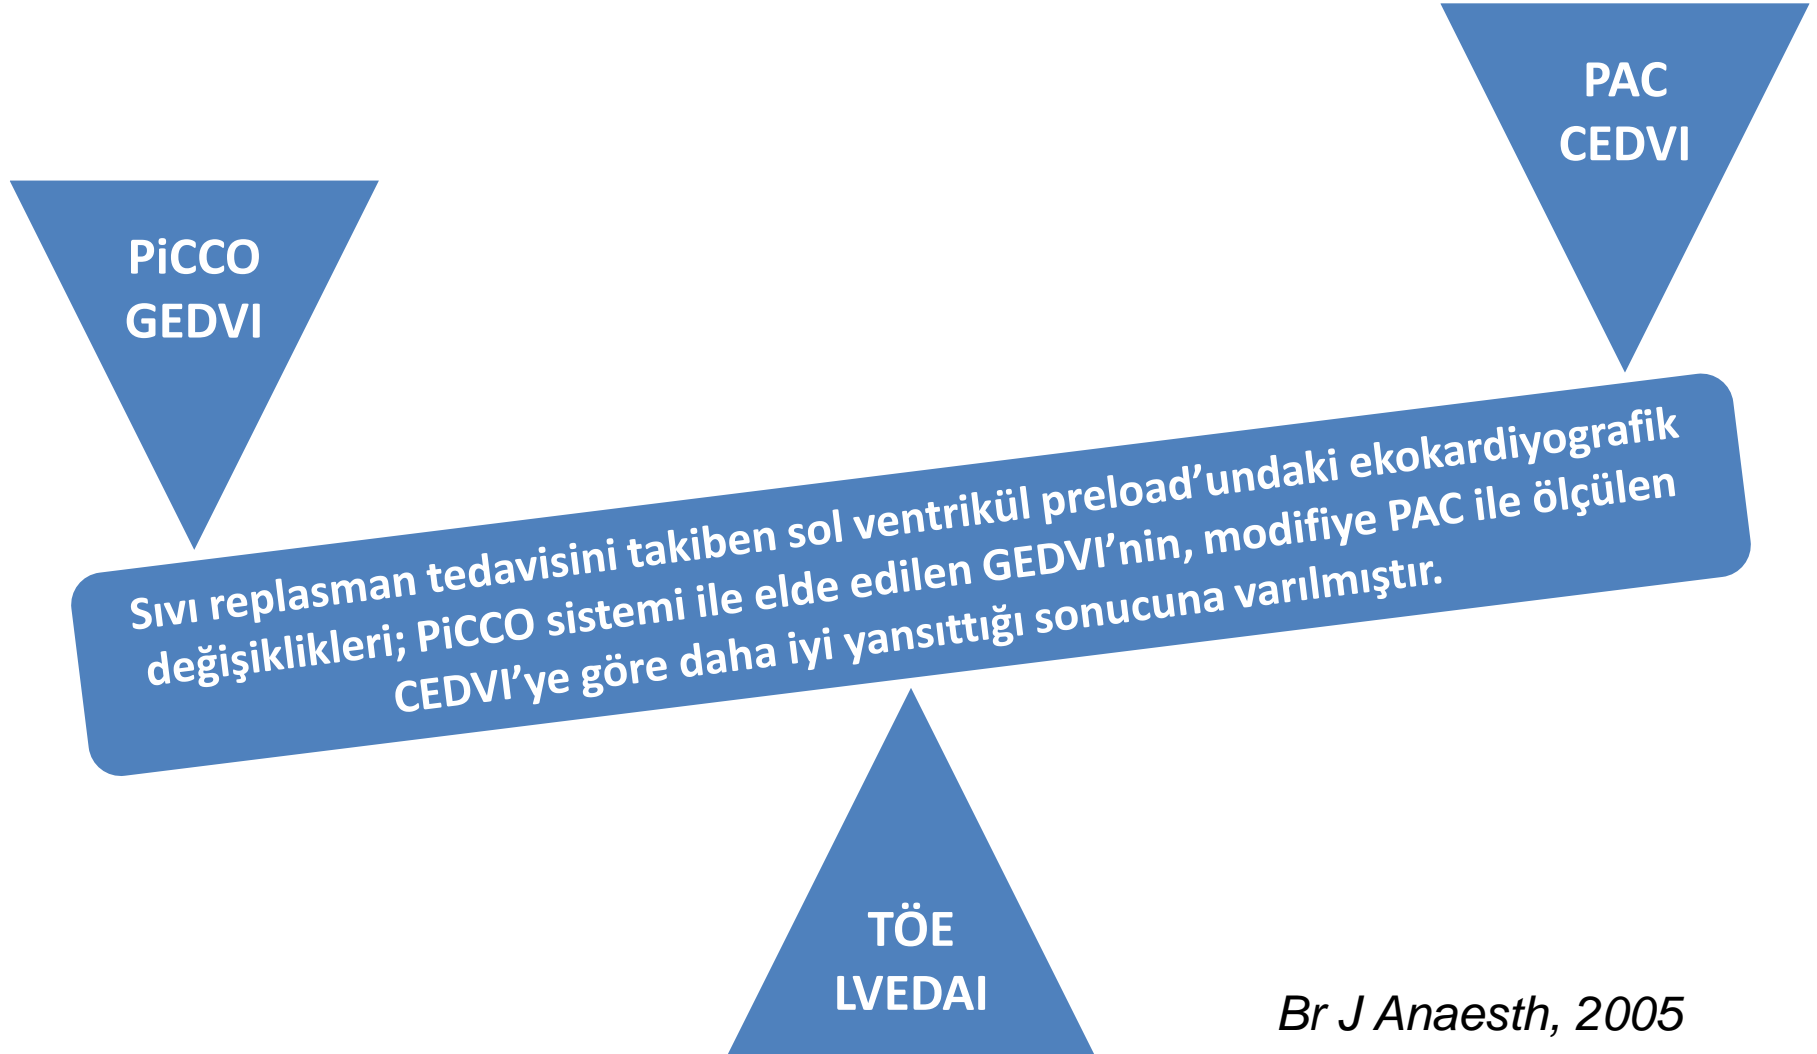 PAC
CEDVI
PiCCO
GEDVI
Sıvı replasman tedavisini takiben sol ventrikül preload’undaki ekokardiyografik
değişiklikleri; PiCCO sistemi ile elde edilen GEDVI’nin, modifiye PAC ile ölçülen
CEDVI’ye göre daha iyi yansıttığı sonucuna varılmıştır.
TÖE
LVEDAI
Br J Anaesth, 2005